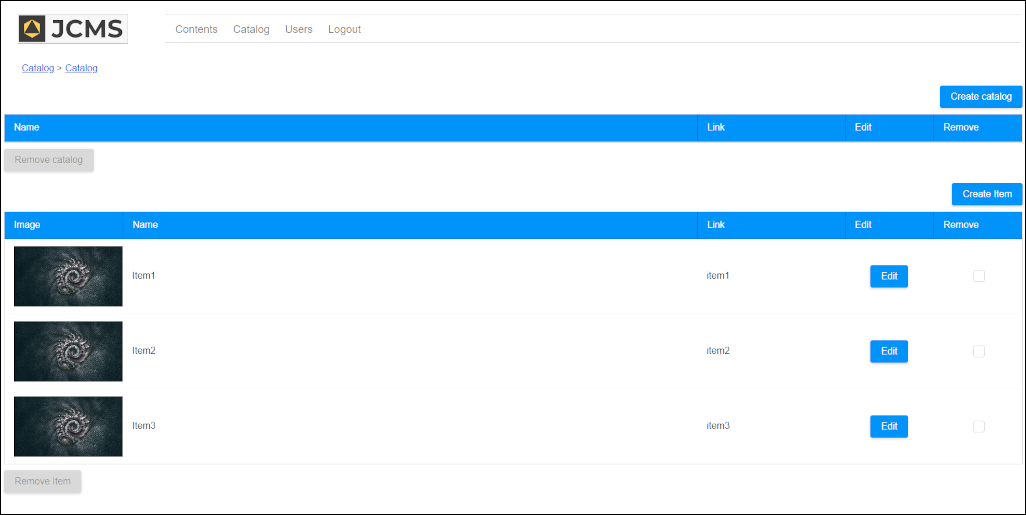 JCMS
Contents Catalog Users Logout
Catalog > Catalog
Create catalog
Name Link Edit Remove
Remove catalog
Create Item
Image Name Link Edit Remove
Item1 item1 Edit
Item2 item2 Edit
Item3 item3 Edit
Remove Item